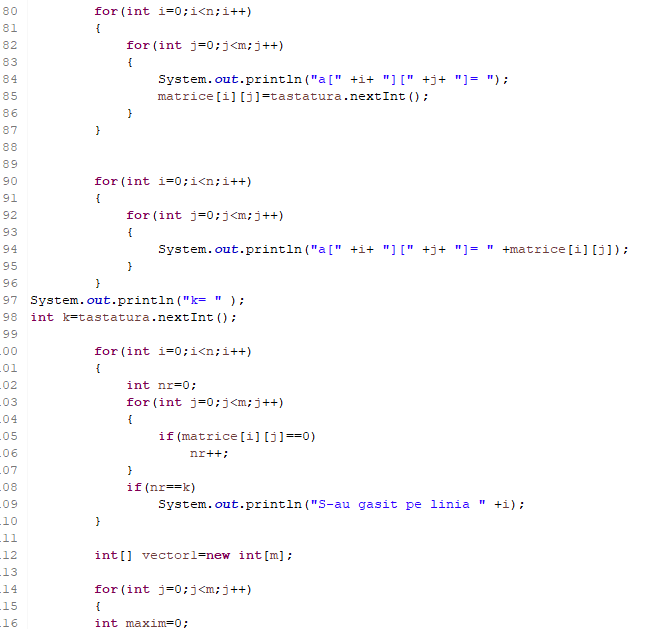 80 for(int i=0;i<n;i++)
81 {
82 for(int j=0;j<m;j++)
83 {
84 System.out.println("a[" +i+ "][" +j+ "]= ");
85 matrice[i][j]=tastatura.nextInt();
86 }
87 }
88
89
90 for(int i=0;i<n;i++)
91 {
92 for(int j=0;j<m;j++)
93 {
94 System.out.println("a[" +i+ "][" +j+ "]= " +matrice[i][j]);
95 }
96 }
97 System.out.println("k= " );
98 int k=tastatura.nextInt();
99
00 for(int i=0;i<n;i++)
01 {
02 int nr=0;
03 for(int j=0;j<m;j++)
04 {
05 if(matrice[i][j]==0)
06 nr++;
07 }
08 if(nr==k)
09 System.out.println("S-au gasit pe linia " +i);
10 }
11
12 int[] vector1=new int[m];
13
14 for(int j=0;j<m;j++)
15 {
16 int maxim=0;